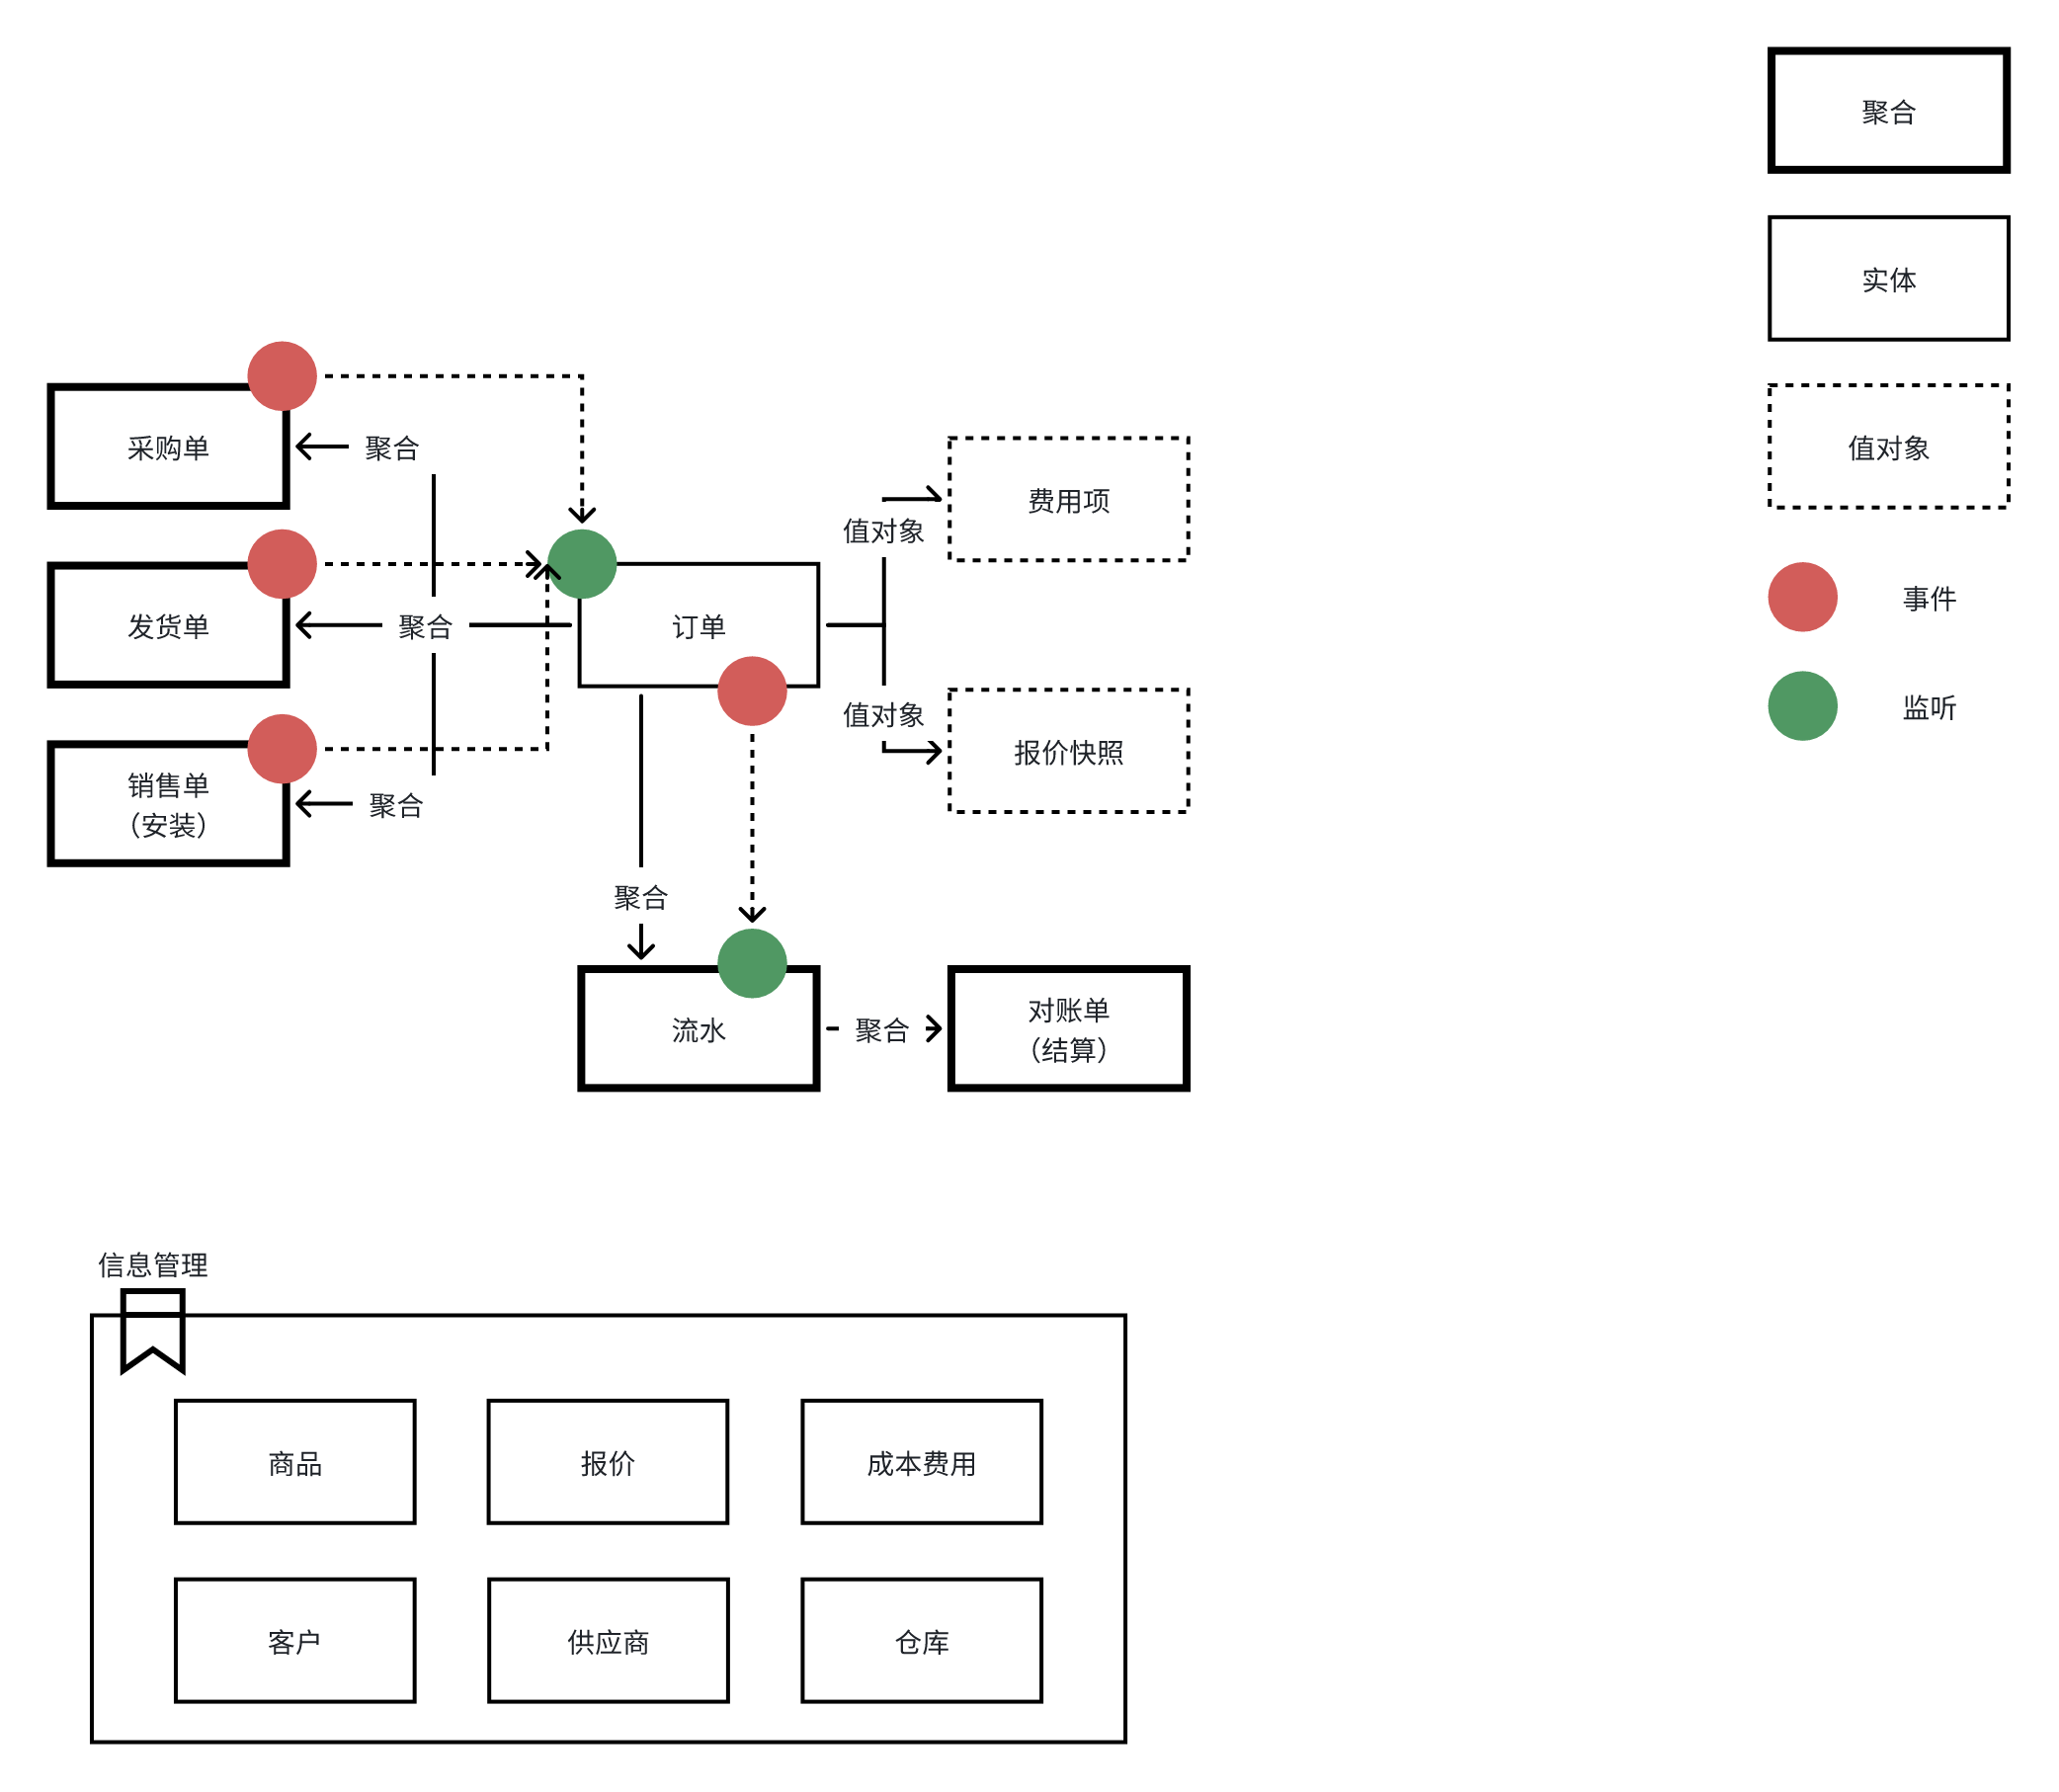 聚合
实体
值对象
事件
监听
采购单
聚合
费用项
值对象
发货单
聚合
订单
值对象
报价快照
销售单
（安装）
聚合
聚合
流水
聚合
对账单
（结算）
信息管理
商品
报价
成本费用
客户
供应商
仓库